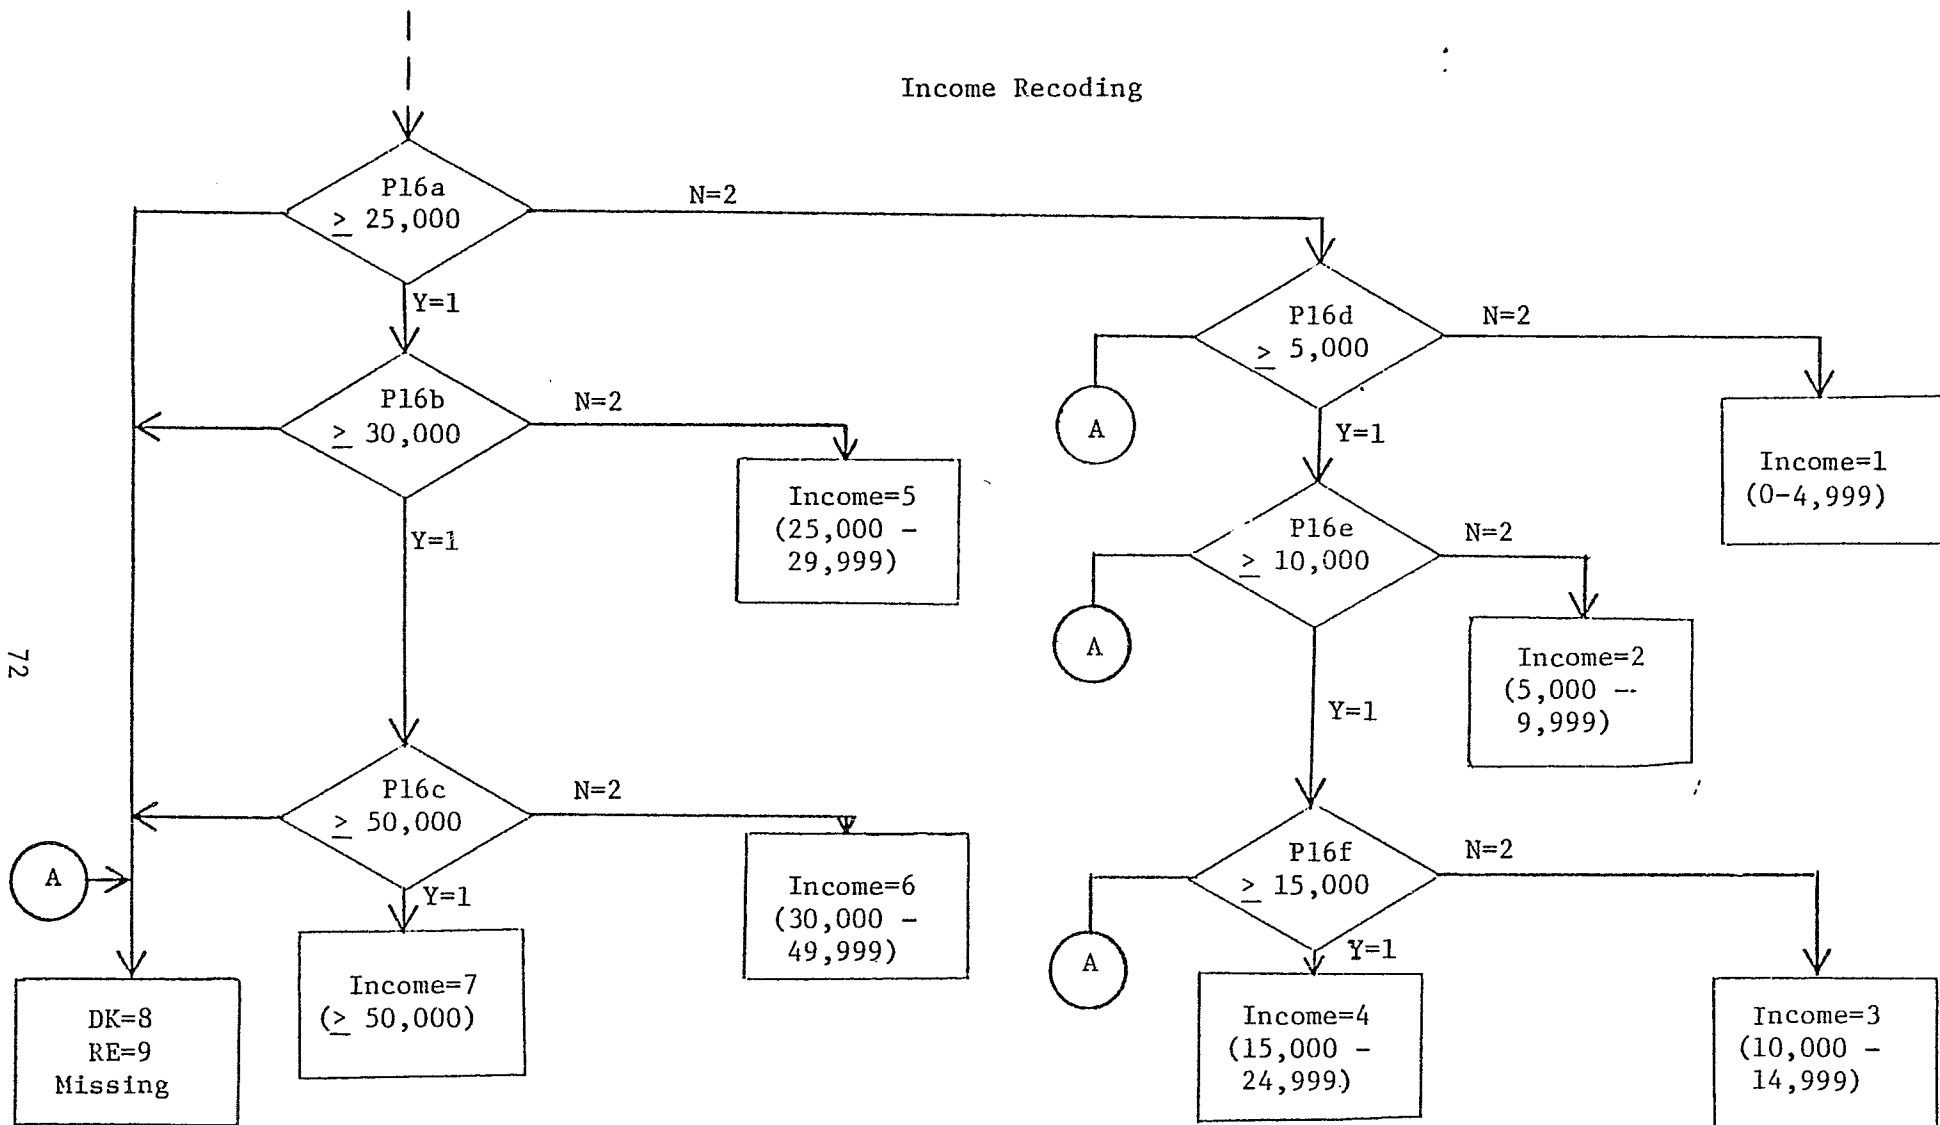 Income Recoding
P16a
≥ 25,000
N=2
Y=1
P16b
≥ 30,000
N=2
Income=5
(25,000 -
29,999)
Y=1
P16c
≥ 50,000
N=2
Income=6
(30,000 -
49,999)
Y=1
Income=7
(≥ 50,000)
A
DK=8
RE=9
Missing
P16d
≥ 5,000
N=2
Income=1
(0-4,999)
A
Y=1
P16e
≥ 10,000
N=2
Income=2
(5,000 -
9,999)
A
Y=1
P16f
≥ 15,000
N=2
Income=3
(10,000 -
14,999)
A
Y=1
Income=4
(15,000 -
24,999)
72